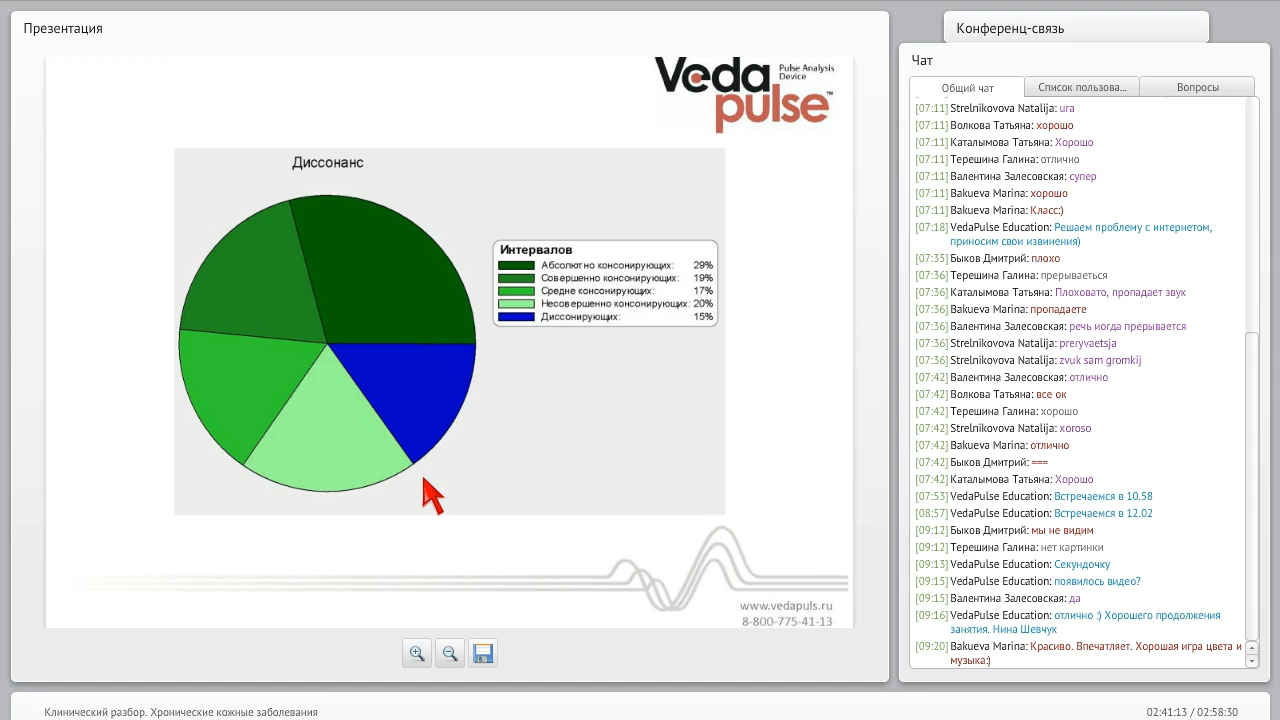 Презентация
Veda
Pulse Analysis
Device
pulse™
Диссонанс
Интервалов
Абсолютно консонирующих: 29%
Совершенно консонирующих: 19%
Средне консонирующих: 17%
Несовершенно консонирующих: 20%
Диссонирующих: 15%
www.vedapuls.ru
8-800-775-41-13
Конференц-связь
Чат
Общий чат
Список пользова...
Вопросы
[07:11] Strelnikovova Natalija: ura
[07:11] Волкова Татьяна: хорошо
[07:11] Каталымова Татьяна: Хорошо
[07:11] Терешина Галина: отлично
[07:11] Валентина Залесовская: супер
[07:11] Bakueva Marina: хорошо
[07:11] Bakueva Marina: Класс:)
[07:18] VedaPulse Education: Решаем проблему с интернетом,
приносим свои извинения)
[07:35] Быков Дмитрий: плохо
[07:36] Терешина Галина: прерываеться
[07:36] Каталымова Татьяна: Плоховато, пропадает звук
[07:36] Bakueva Marina: пропадаете
[07:36] Валентина Залесовская: речь иогда прерывается
[07:36] Strelnikovova Natalija: preryvaetsja
[07:36] Strelnikovova Natalija: zvuk sam gromkij
[07:42] Валентина Залесовская: отлично
[07:42] Волкова Татьяна: все ок
[07:42] Терешина Галина: хорошо
[07:42] Strelnikovova Natalija: xoroso
[07:42] Bakueva Marina: отлично
[07:42] Быков Дмитрий: ===
[07:42] Каталымова Татьяна: Хорошо
[07:53] VedaPulse Education: Встречаемся в 10.58
[08:57] VedaPulse Education: Встречаемся в 12.02
[09:12] Быков Дмитрий: мы не видим
[09:12] Терешина Галина: нет картинки
[09:13] VedaPulse Education: Секундочку
[09:15] VedaPulse Education: появилось видео?
[09:15] Валентина Залесовская: да
[09:16] VedaPulse Education: отлично :) Хорошего продолжения
занятия. Нина Шевчук
[09:20] Bakueva Marina: Красиво. Впечатляет. Хорошая игра цвета и
музыка:)
Клинический разбор. Хронические кожные заболевания
02:41:13 / 02:58:30